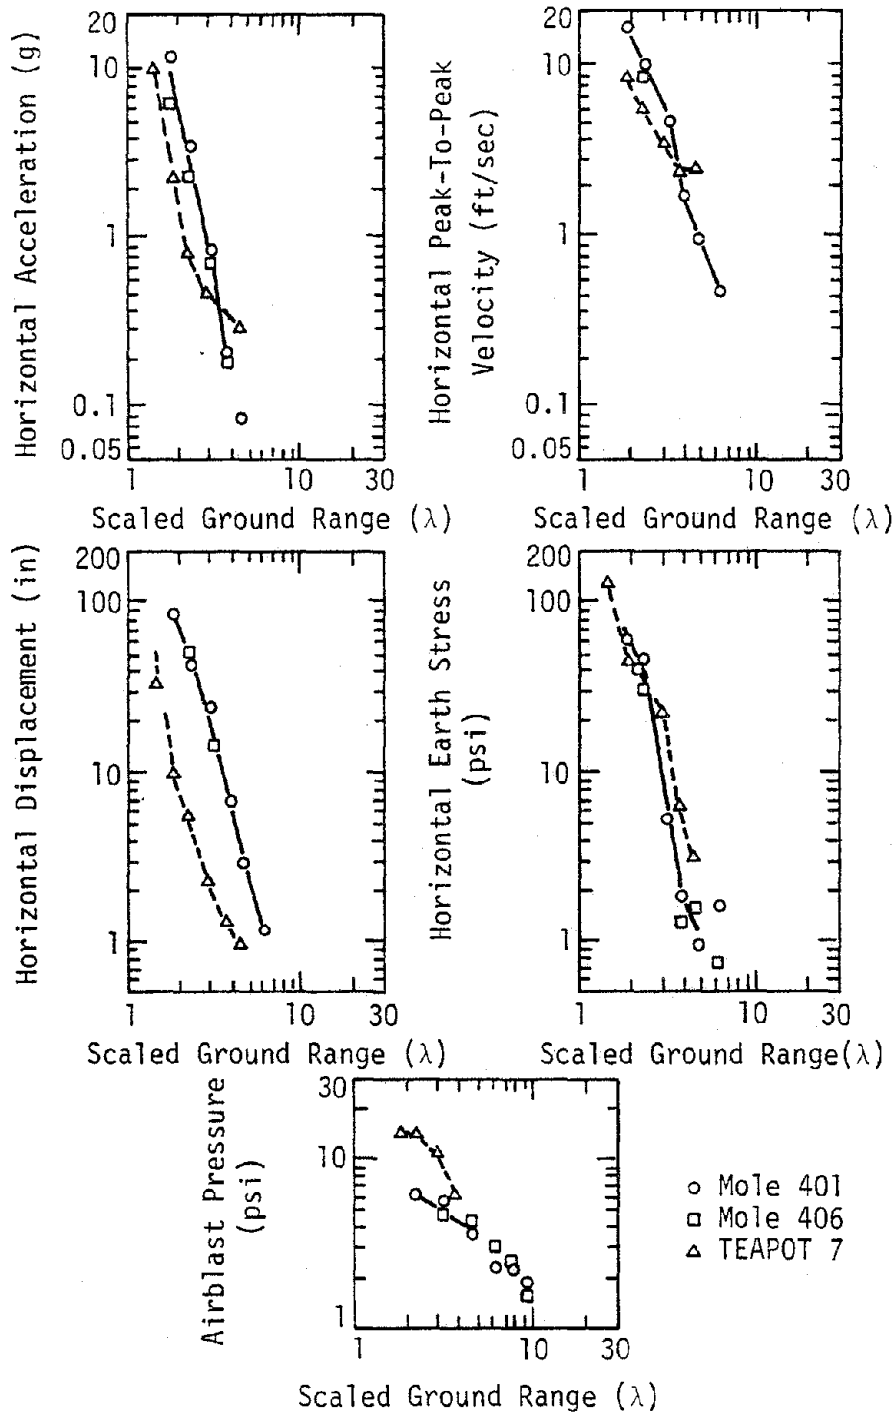 Horizontal Acceleration (g)
20
10
1
0.1
0.05
1
10
30
Scaled Ground Range (λ)
Horizontal Peak-To-Peak
Velocity (ft/sec)
20
10
1
0.1
0.05
1
10
30
Scaled Ground Range (λ)
Horizontal Displacement (in)
200
100
10
1
1
10
30
Scaled Ground Range (λ)
Horizontal Earth Stress
(psi)
200
100
10
1
1
10
30
Scaled Ground Range(λ)
Airblast Pressure
(psi)
30
10
1
1
10
30
Scaled Ground Range (λ)
○ Mole 401
□ Mole 406
△ TEAPOT 7